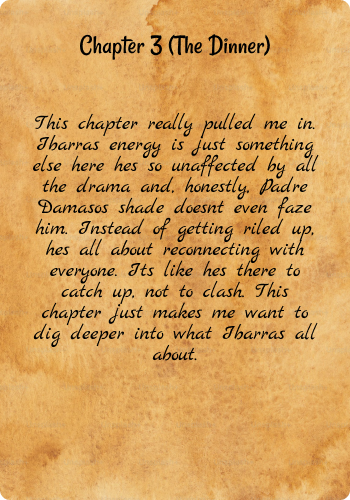 Chapter 3 (The Dinner)
This chapter really pulled me in.
Ibarras energy is just something
else here hes so unaffected by all
the drama and, honestly, Padre
Damasos shade doesnt even faze
him. Instead of getting riled up,
hes all about reconnecting with
everyone. Its like hes there to
catch up, not to clash. This
chapter just makes me want to
dig deeper into what Ibarras all
about.